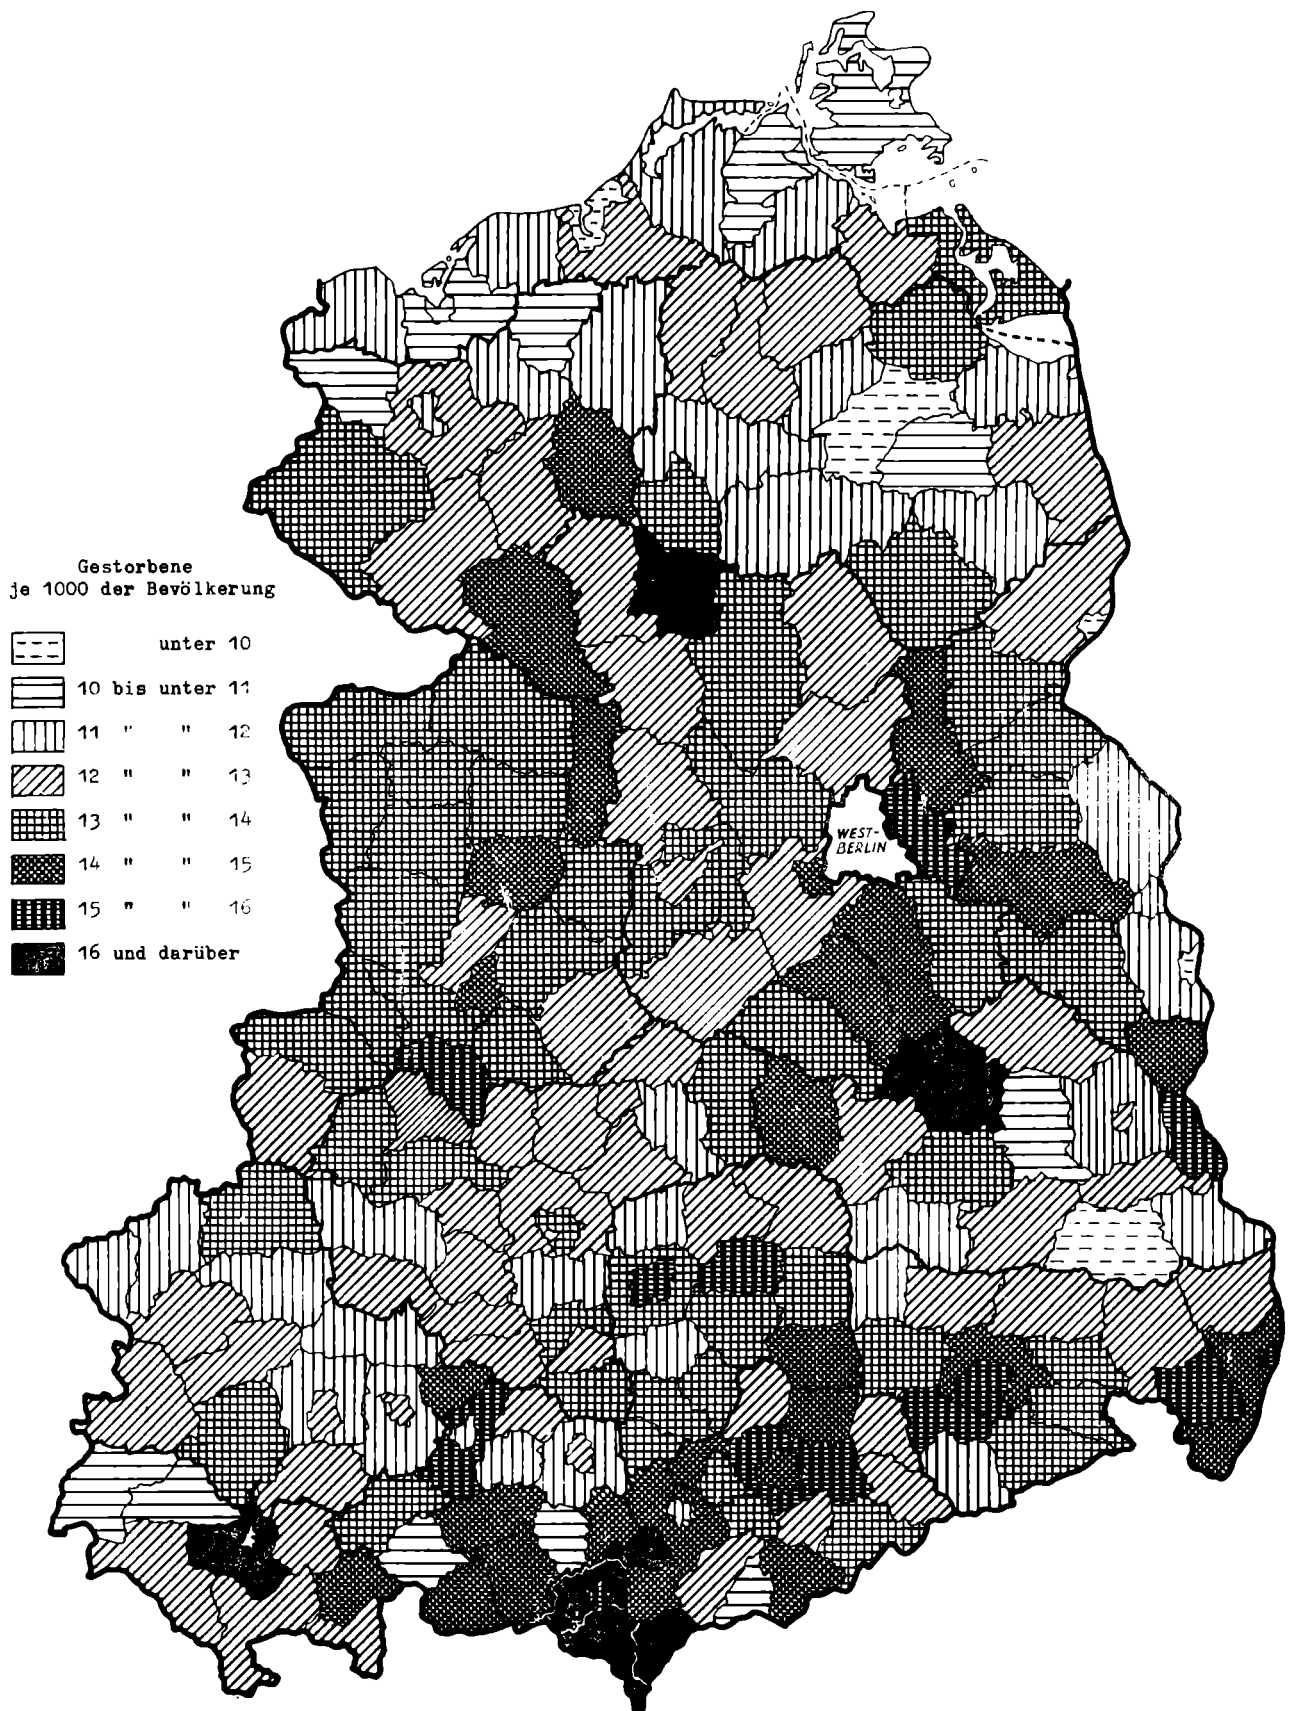 Gestorbene
je 1000 der Bevölkerung
unter 10
10 bis unter 11
11 " " 12
12 " " 13
13 " " 14
14 " " 15
15 " " 16
16 und darüber
WEST-
BERLIN